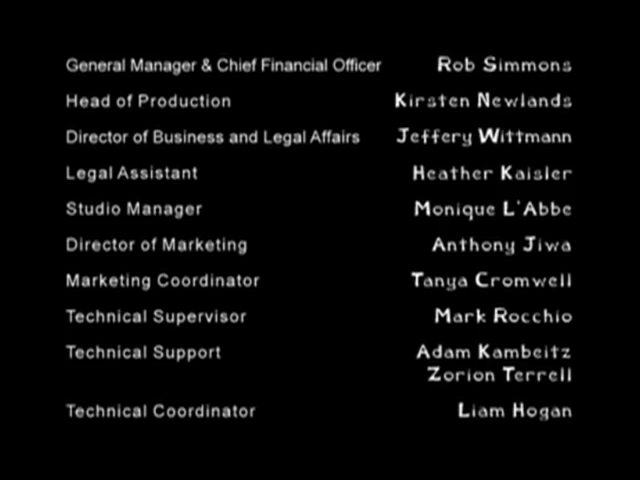 General Manager & Chief Financial Officer Rob Simmons
Head of Production Kirsten Newlands
Director of Business and Legal Affairs Jeffery Wittmann
Legal Assistant Heather Kaisler
Studio Manager Monique L'Abbe
Director of Marketing Anthony Jiwa
Marketing Coordinator Tanya Cromwell
Technical Supervisor Mark Rocchio
Technical Support Adam Kambeitz
Zorion Terrell
Technical Coordinator Liam Hogan